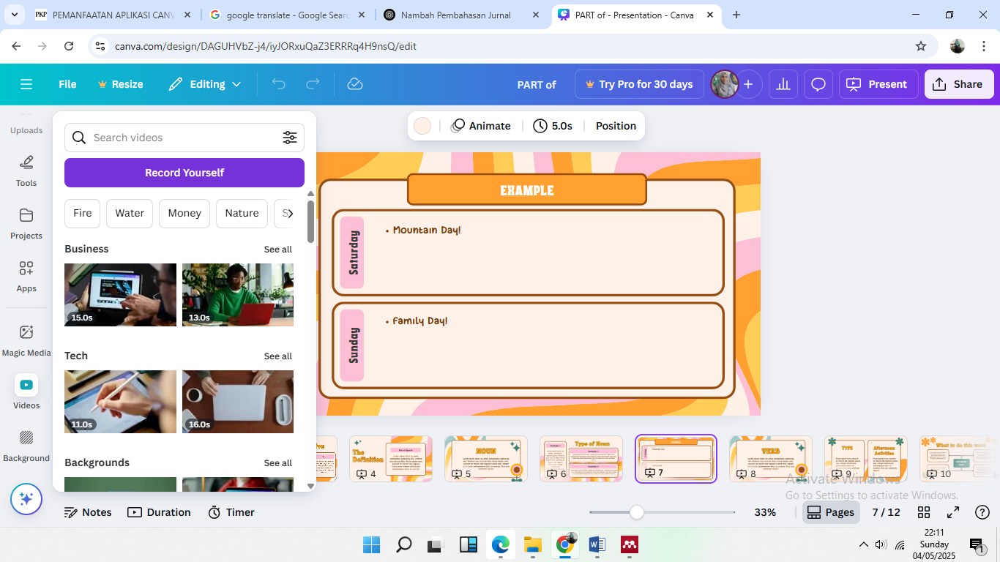 PEMANFAATAN APLIKASI CANV
google translate - Google Sear
Nambah Pembahasan Jurnal
PART of - Presentation - Canva
canva.com/design/DAGUHVbZ-j4/iyJORxuQaZ3ERRRq4H9nsQ/edit
File
Resize
Editing
PART of
Try Pro for 30 days
Present
Share
Uploads
Tools
Projects
Apps
Magic Media
Videos
Background
Search videos
Record Yourself
Fire
Water
Money
Nature
Business
See all
15.0s
13.0s
Tech
See all
11.0s
16.0s
Backgrounds
See all
Animate
5.0s
Position
EXAMPLE
Saturday
• Mountain Day!
Sunday
• Family Day!
4
The Definition
5
NOUN
6
Type of Noun
7
8
VERB
9
TYPE
Afternoon Activities
10
What to do this week
Activate Windows
Go to Settings to activate Windows.
Notes
Duration
Timer
33%
Pages
7 / 12
22:11
Sunday
04/05/2025
1